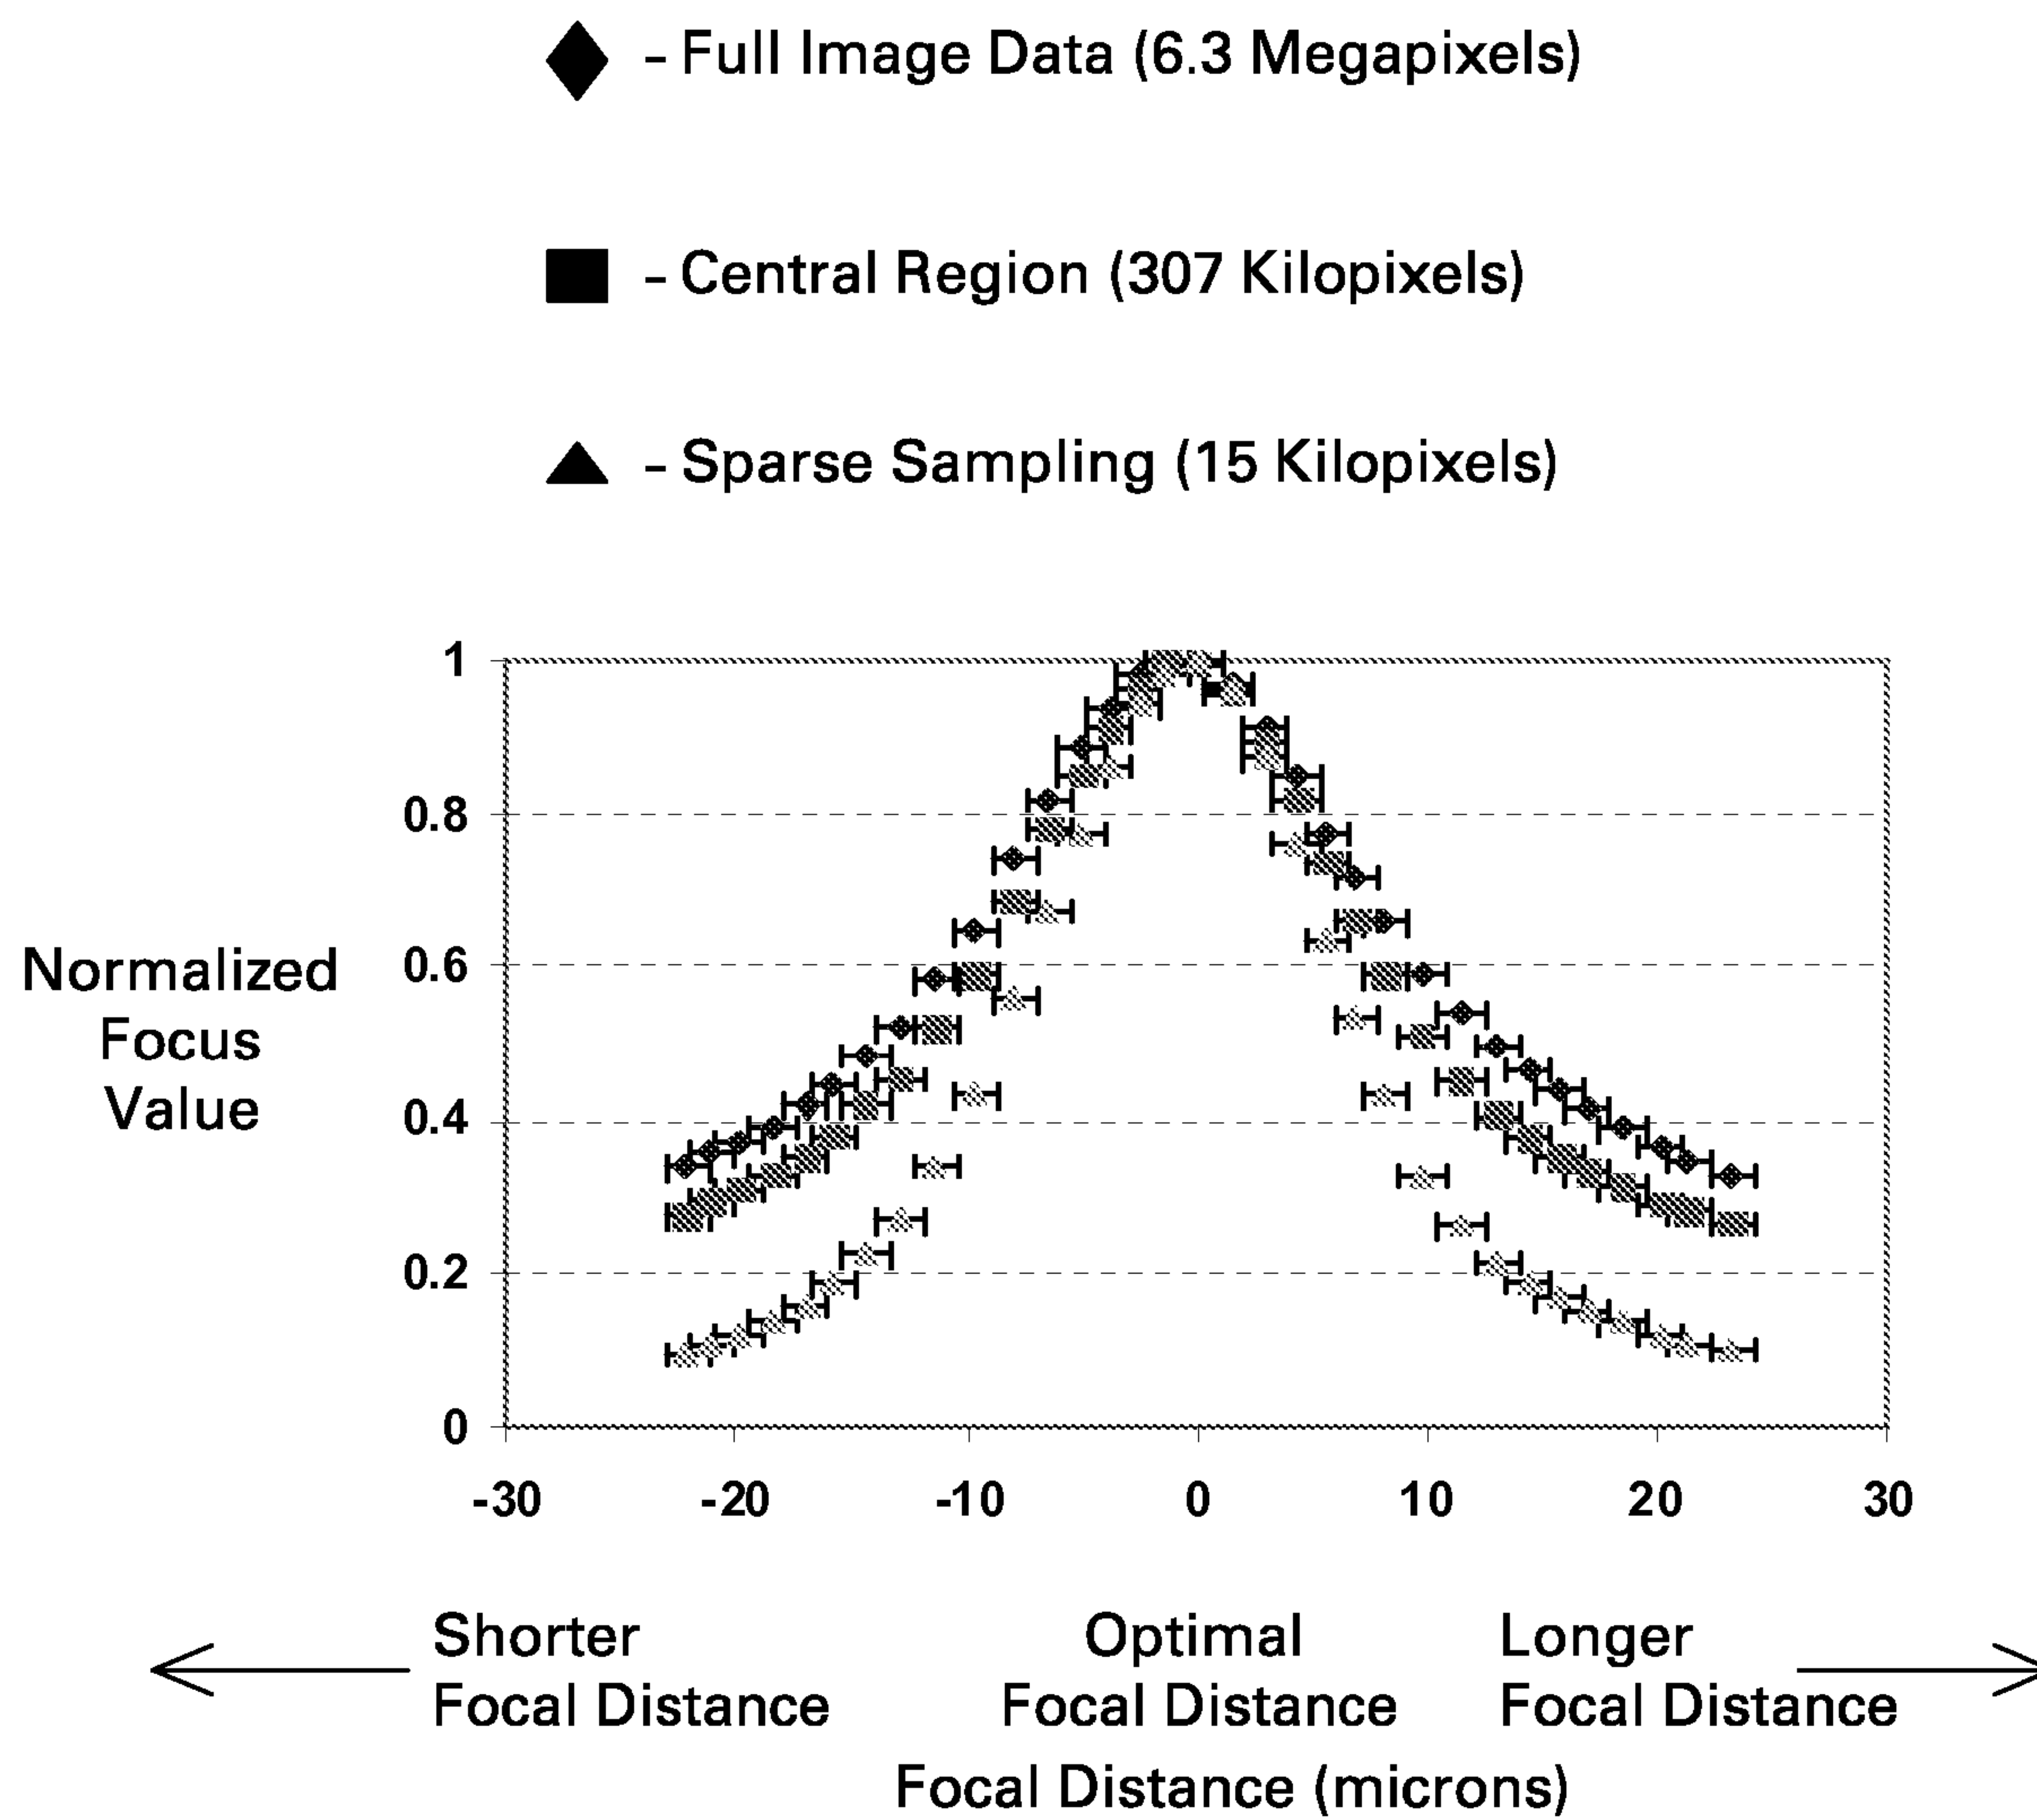 - Full Image Data (6.3 Megapixels)
- Central Region (307 Kilopixels)
- Sparse Sampling (15 Kilopixels)
1
0.8
0.6
0.4
0.2
0
Normalized
Focus
Value
-30 -20 -10 0 10 20 30
Shorter
Focal Distance
Optimal
Focal Distance
Longer
Focal Distance
Focal Distance (microns)